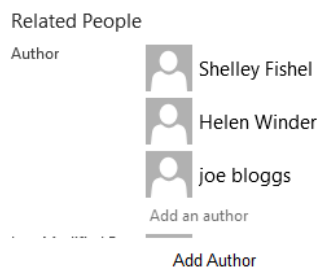 Related People
Author
Shelley Fishel
Helen Winder
joe bloggs
Add an author
Add Author